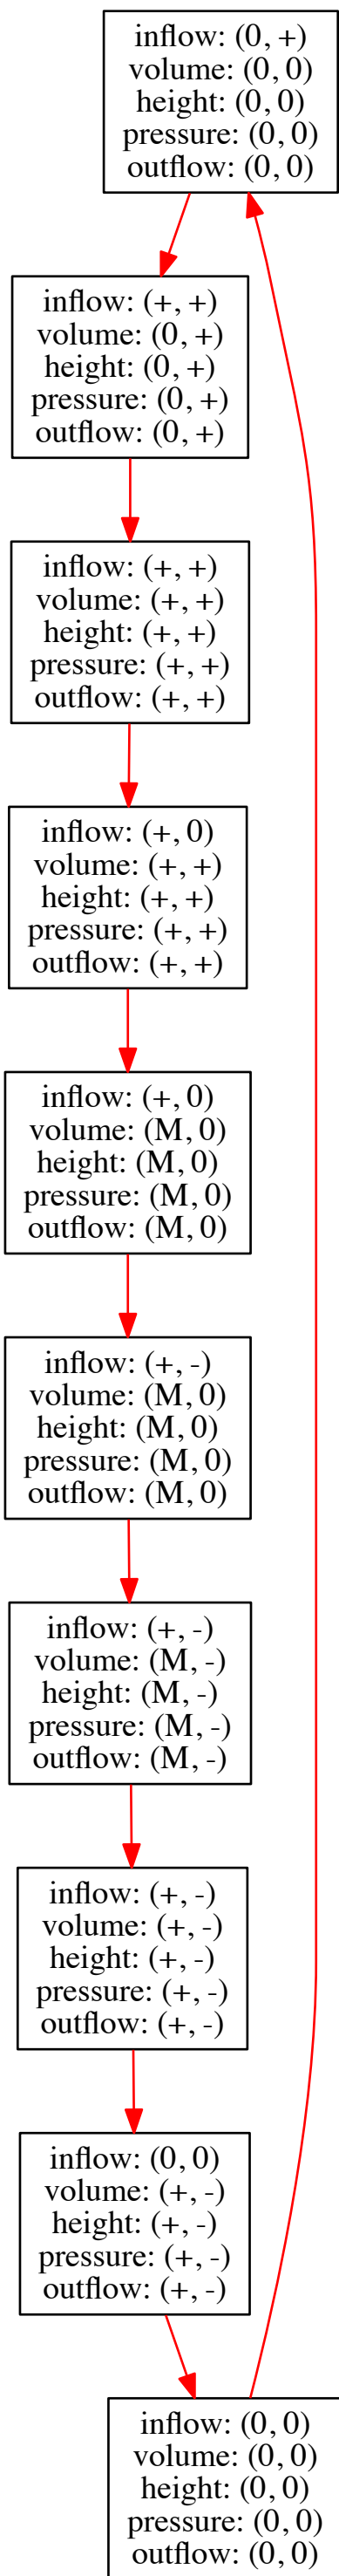 inflow: (0, +)
volume: (0, 0)
height: (0, 0)
pressure: (0, 0)
outflow: (0, 0)
inflow: (+, +)
volume: (0, +)
height: (0, +)
pressure: (0, +)
outflow: (0, +)
inflow: (+, +)
volume: (+, +)
height: (+, +)
pressure: (+, +)
outflow: (+, +)
inflow: (+, 0)
volume: (+, +)
height: (+, +)
pressure: (+, +)
outflow: (+, +)
inflow: (+, 0)
volume: (M, 0)
height: (M, 0)
pressure: (M, 0)
outflow: (M, 0)
inflow: (+, -)
volume: (M, 0)
height: (M, 0)
pressure: (M, 0)
outflow: (M, 0)
inflow: (+, -)
volume: (M, -)
height: (M, -)
pressure: (M, -)
outflow: (M, -)
inflow: (+, -)
volume: (+, -)
height: (+, -)
pressure: (+, -)
outflow: (+, -)
inflow: (0, 0)
volume: (+, -)
height: (+, -)
pressure: (+, -)
outflow: (+, -)
inflow: (0, 0)
volume: (0, 0)
height: (0, 0)
pressure: (0, 0)
outflow: (0, 0)